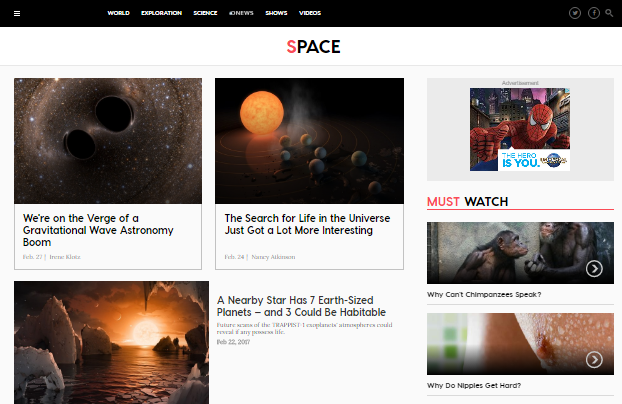 WORLD EXPLORATION SCIENCE DNEWS SHOWS VIDEOS
SPACE
We're on the Verge of a
Gravitational Wave Astronomy
Boom
Feb. 27 | Irene Klotz
The Search for Life in the Universe
Just Got a Lot More Interesting
Feb. 24 | Nancy Atkinson
A Nearby Star Has 7 Earth-Sized
Planets – and 3 Could Be Habitable
Future scans of the TRAPPIST-1 exoplanets' atmospheres could
reveal if any possess life.
Feb 22, 2017
Advertisement
THE HERO
IS YOU.
UNIVERSAL
MUST WATCH
Why Can't Chimpanzees Speak?
Why Do Nipples Get Hard?